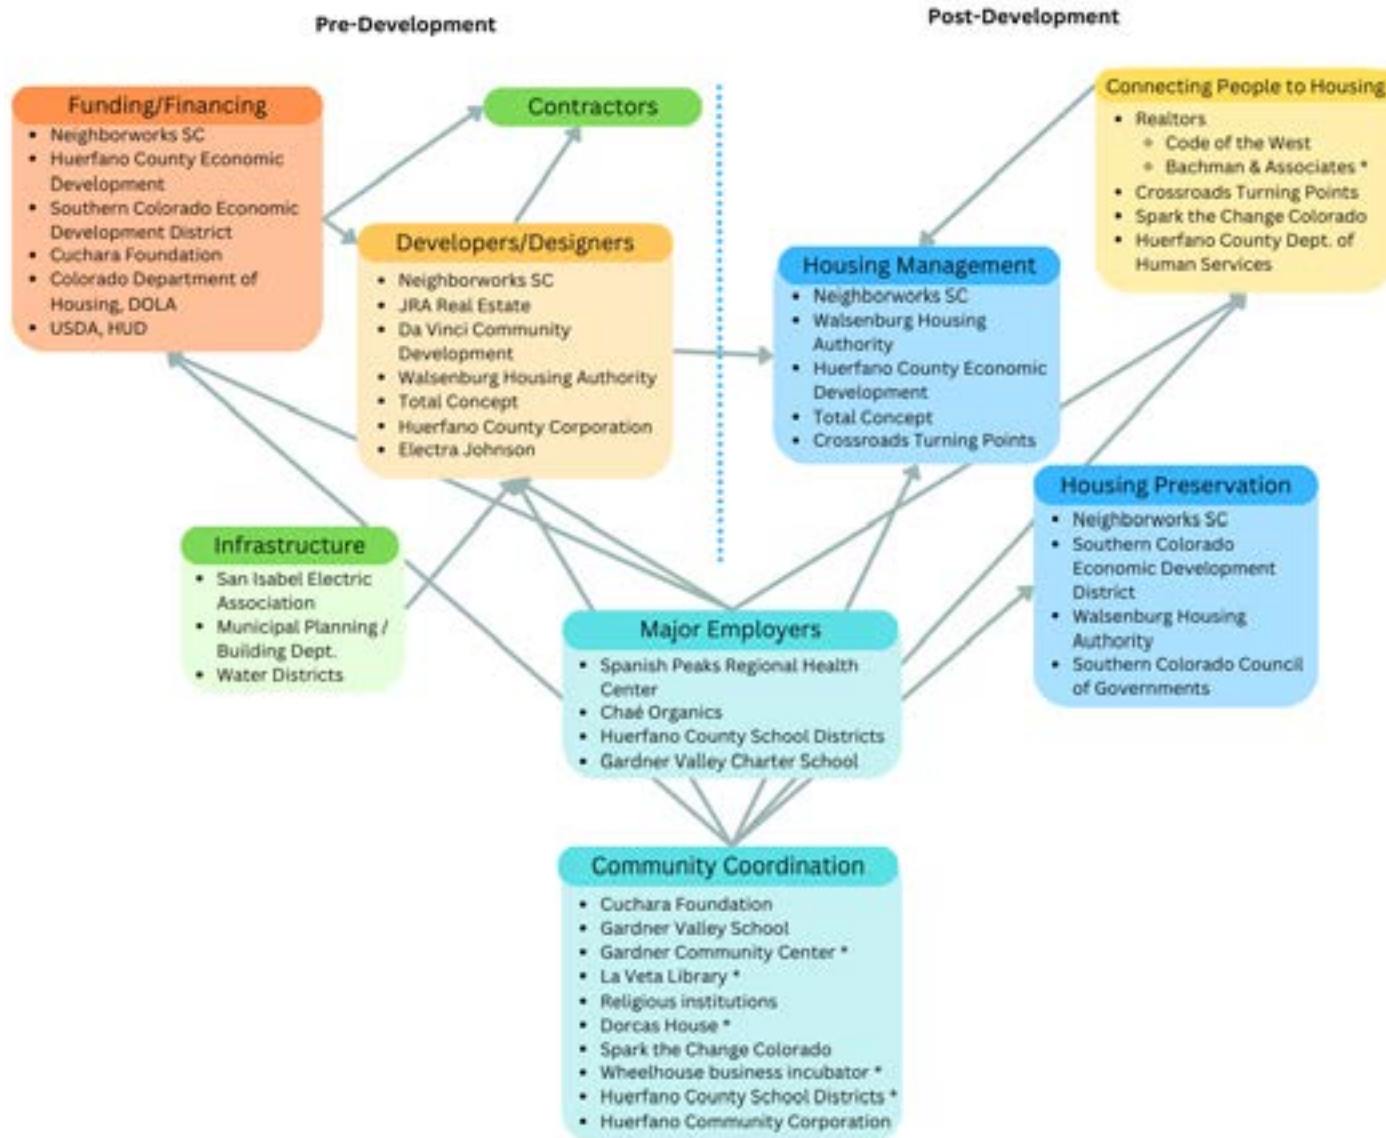 Pre-Development
Post-Development
Funding/Financing
• Neighborworks SC
• Huerfano County Economic
Development
• Southern Colorado Economic
Development District
• Cuchara Foundation
• Colorado Department of
Housing, DOLA
• USDA, HUD
Contractors
Developers/Designers
• Neighborworks SC
• JRA Real Estate
• Da Vinci Community
Development
• Walsenburg Housing Authority
• Total Concept
• Huerfano County Corporation
• Electra Johnson
Infrastructure
• San Isabel Electric
Association
• Municipal Planning /
Building Dept.
• Water Districts
Connecting People to Housing
• Realtors
◦ Code of the West
◦ Bachman & Associates *
• Crossroads Turning Points
• Spark the Change Colorado
• Huerfano County Dept. of
Human Services
Housing Management
• Neighborworks SC
• Walsenburg Housing
Authority
• Huerfano County Economic
Development
• Total Concept
• Crossroads Turning Points
Housing Preservation
• Neighborworks SC
• Southern Colorado
Economic Development
District
• Walsenburg Housing
Authority
• Southern Colorado Council
of Governments
Major Employers
• Spanish Peaks Regional Health
Center
• Chaé Organics
• Huerfano County School Districts
• Gardner Valley Charter School
Community Coordination
• Cuchara Foundation
• Gardner Valley School
• Gardner Community Center *
• La Veta Library *
• Religious institutions
• Dorcas House *
• Spark the Change Colorado
• Wheelhouse business incubator *
• Huerfano County School Districts *
• Huerfano Community Corporation